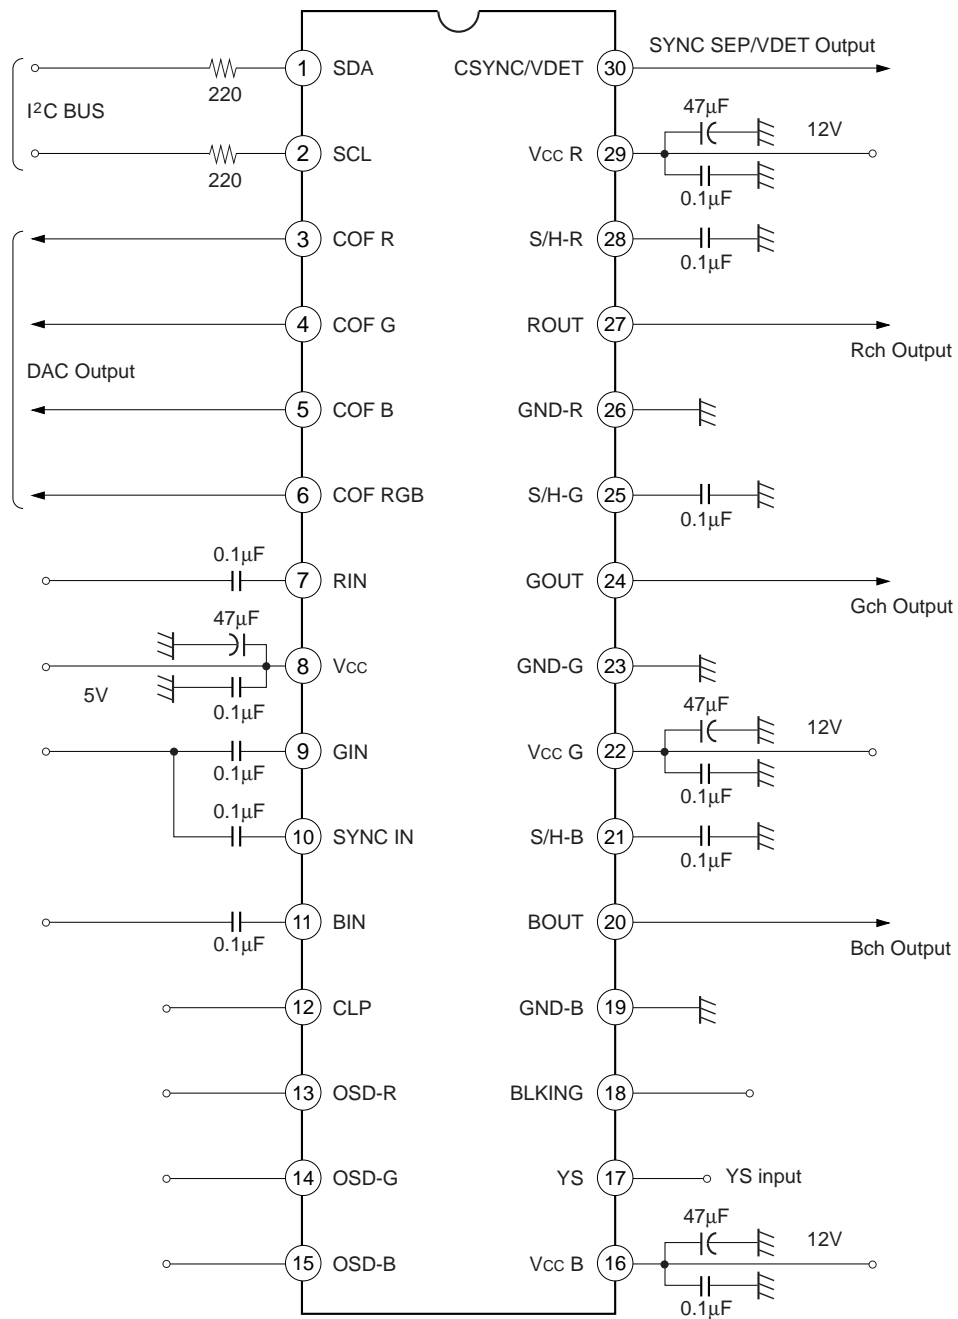 SYNC SEP/VDET Output
1 SDA CSYNC/VDET 30
220
I²C BUS
47µF 12V
2 SCL VCC R 29
220
0.1µF
3 COF R S/H-R 28
0.1µF
4 COF G ROUT 27
Rch Output
DAC Output
5 COF B GND-R 26
6 COF RGB S/H-G 25
0.1µF
0.1µF
7 RIN GOUT 24
Gch Output
47µF
8 VCC GND-G 23
5V
0.1µF
47µF 12V
9 GIN VCC G 22
0.1µF
0.1µF
0.1µF
10 SYNC IN S/H-B 21
0.1µF
11 BIN BOUT 20
0.1µF
Bch Output
12 CLP GND-B 19
13 OSD-R BLKING 18
14 OSD-G YS 17 YS input
47µF 12V
15 OSD-B VCC B 16
0.1µF